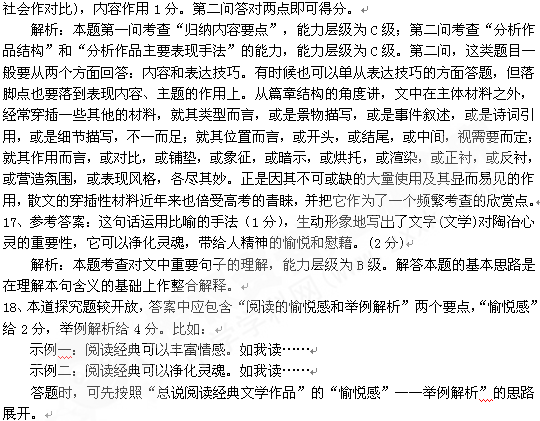 社会作对比），内容作用 1 分。第二问答对两点即可得分。
解析：本题第一问考查“归纳内容要点”，能力层级为 C 级；第二问考查“分析作
品结构”和“分析作品主要表现手法”的能力，能力层级为 C 级。第二问，这类题目一
般要从两个方面回答：内容和表达技巧。有时候也可以单从表达技巧的方面答题，但落
脚点也要落到表现内容、主题的作用上。从篇章结构的角度讲，文中在主体材料之外，
经常穿插一些其他的材料，就其类型而言，或是景物描写，或是事件叙述，或是诗词引
用，或是细节描写，不一而足；就其位置而言，或开头，或结尾，或中间，视需要而定；
就其作用而言，或对比，或铺垫，或象征，或暗示，或烘托，或渲染，或正衬，或反衬，
或营造氛围，或表现风格，各尽其妙。正是因其不可或缺的大量使用及其显而易见的作
用，散文的穿插性材料近年来也倍受高考的青睐，并把它作为了一个频繁考查的欣赏点。
17、参考答案：这句话运用比喻的手法（1 分），生动形象地写出了文字(文学)对陶冶心
灵的重要性，它可以净化灵魂，带给人精神的愉悦和慰藉。（2 分）
解析：本题考查对文中重要句子的理解，能力层级为 B 级。解答本题的基本思路是
在理解本句含义的基础上作整合解释。
18、本道探究题较开放，答案中应包含“阅读的愉悦感和举例解析”两个要点，“愉悦感”
给 2 分，举例解析给 4 分。比如：
示例一：阅读经典可以丰富情感。如我读……
示例二：阅读经典可以净化灵魂。如我读……
答题时，可先按照“总说阅读经典文学作品”的“愉悦感”——举例解析”的思路
展开。